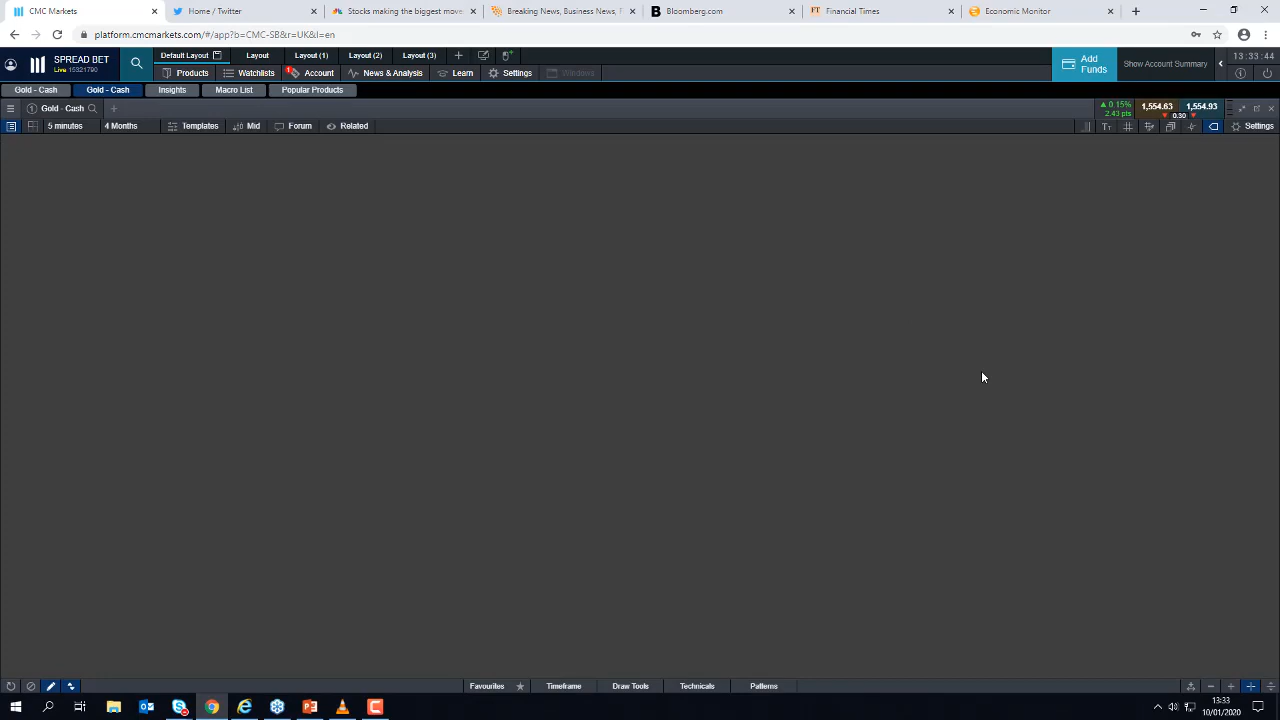 CMC Markets
Home / Twitter
Stocks making the biggest move
Breaking News, Business News, F
Bloomberg.com
Financial Times
Economic Monitor
platform.cmcmarkets.com/#/app?b=CMC-SB&r=UK&l=en
SPREAD BET
Live 15321790
Default Layout
Layout
Layout (1)
Layout (2)
Layout (3)
Products
Watchlists
1 Account
News & Analysis
Learn
Settings
Windows
Add Funds
Show Account Summary
13:33:44
Gold - Cash
Gold - Cash
Insights
Macro List
Popular Products
1 Gold - Cash
0.15%
2.43 pts
1,554.63
1,554.93
0.30
5 minutes
4 Months
Templates
Mid
Forum
Related
Settings
Favourites
Timeframe
Draw Tools
Technicals
Patterns
13:33
10/01/2020